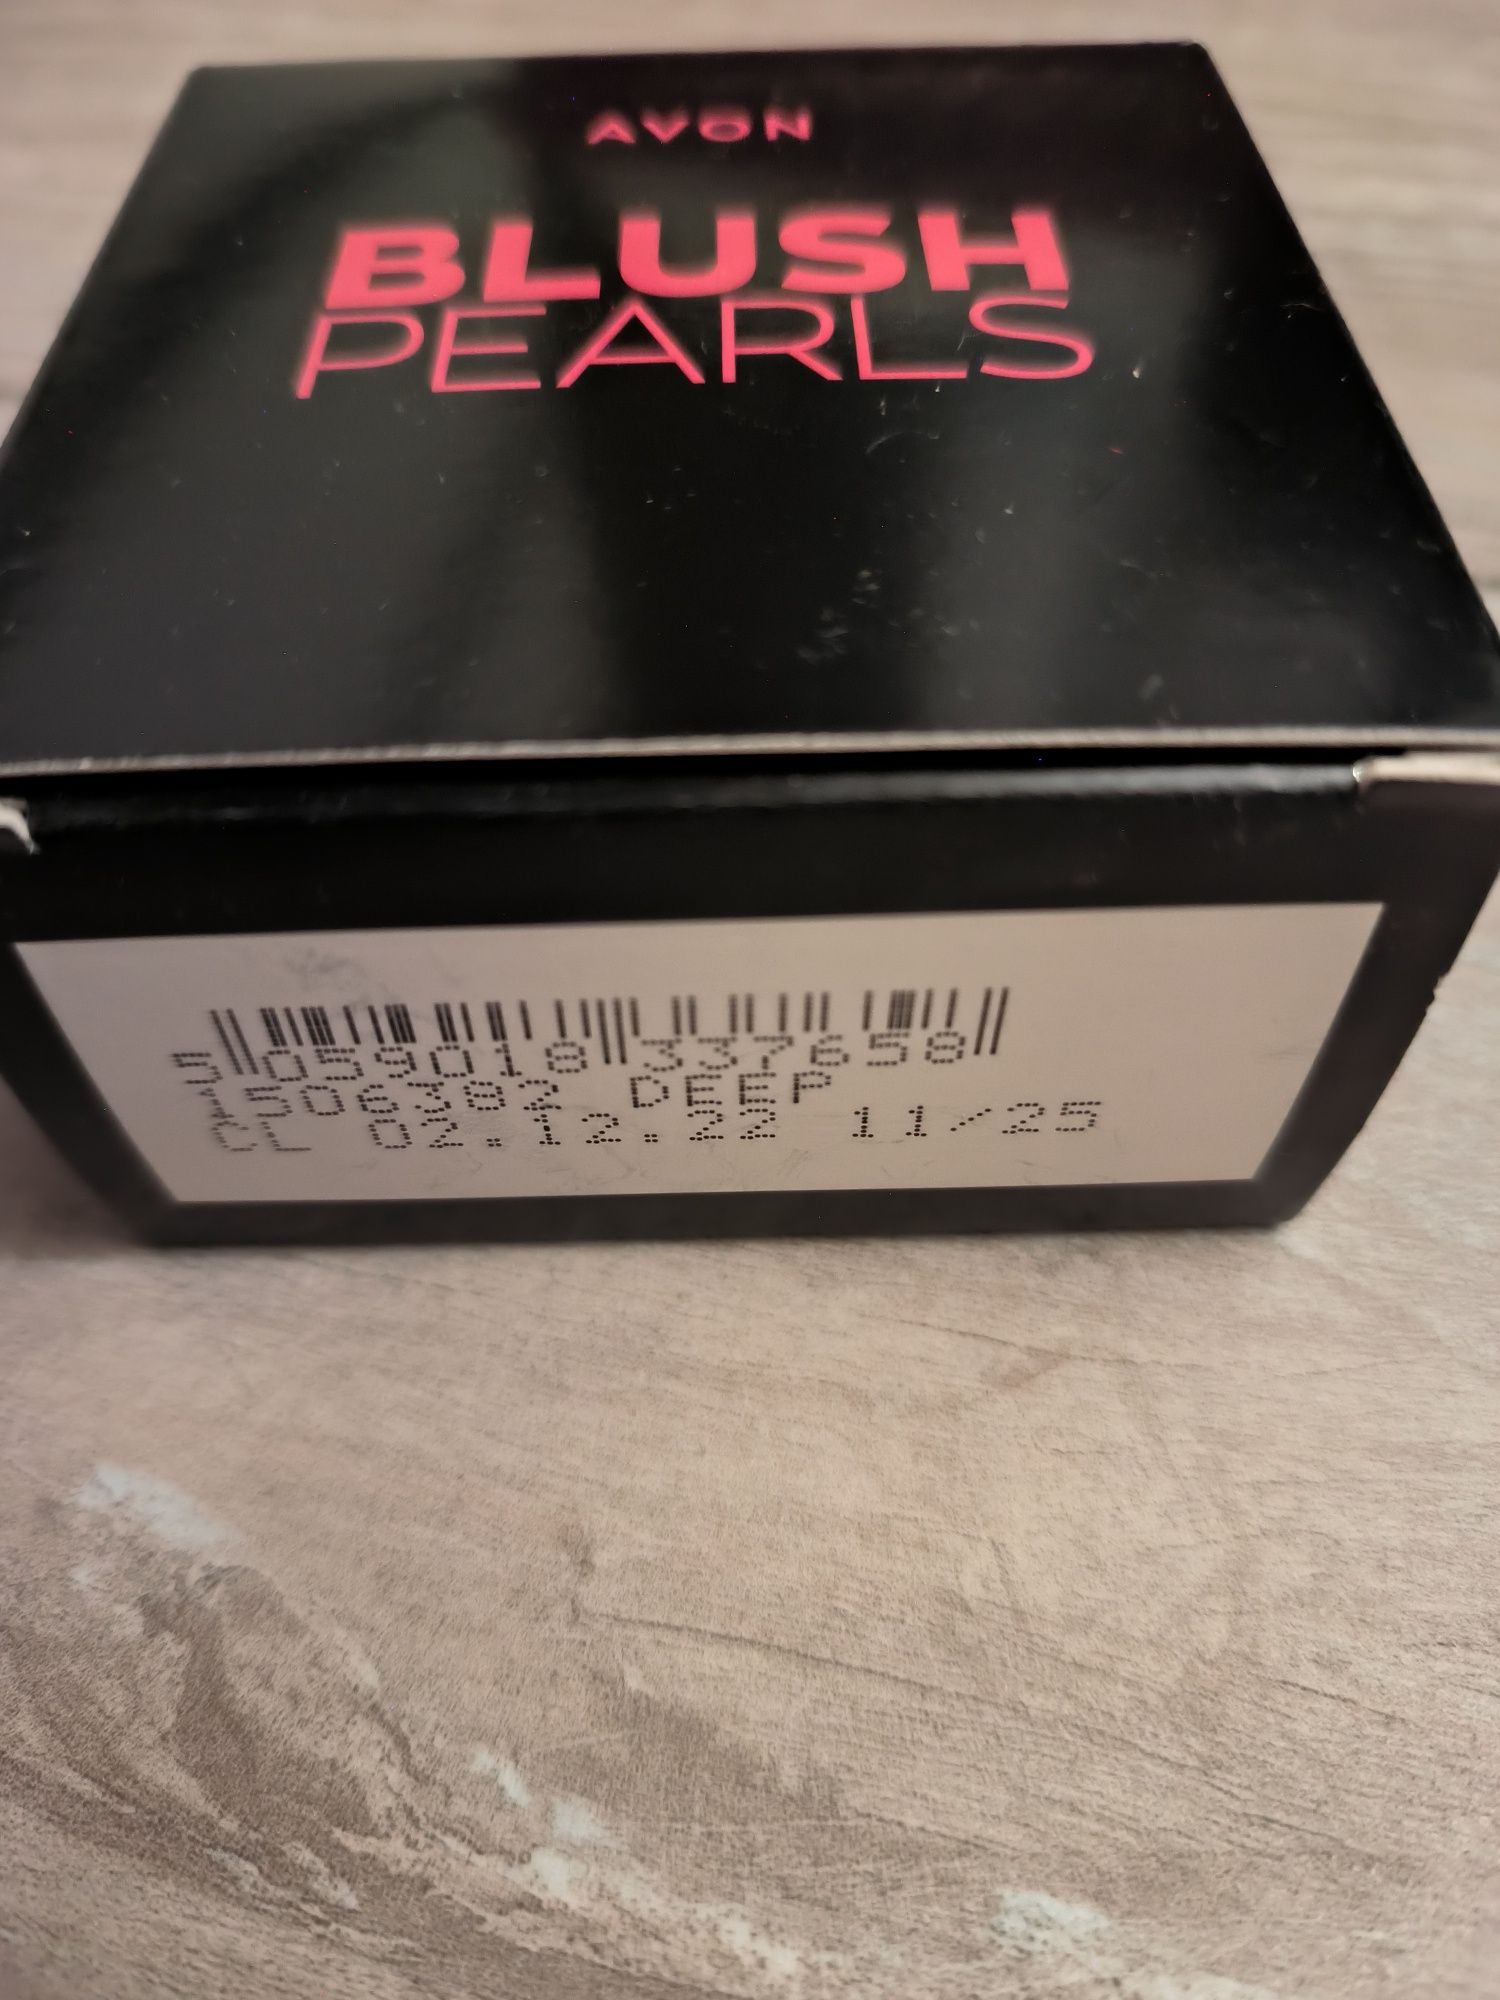 AVON
BLUSH
PEARLS
5 059018 337658
1506382 DEEP
CL 02.12.22 11/25